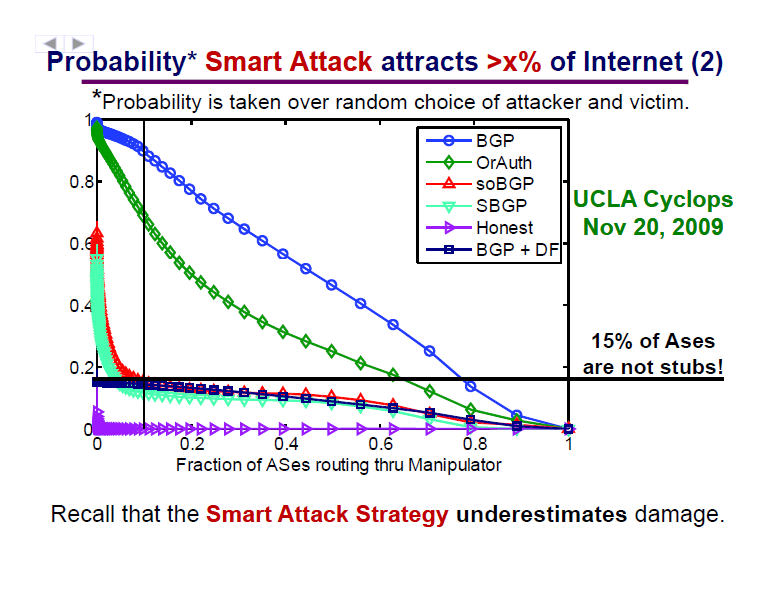 Probability* Smart Attack attracts >x% of Internet (2)
*Probability is taken over random choice of attacker and victim.
1
0.8
0.6
0.4
0.2
0
0 0.2 0.4 0.6 0.8 1
Fraction of ASes routing thru Manipulator
BGP
OrAuth
soBGP
SBGP
Honest
BGP + DF
UCLA Cyclops
Nov 20, 2009
15% of Ases
are not stubs!
Recall that the Smart Attack Strategy underestimates damage.